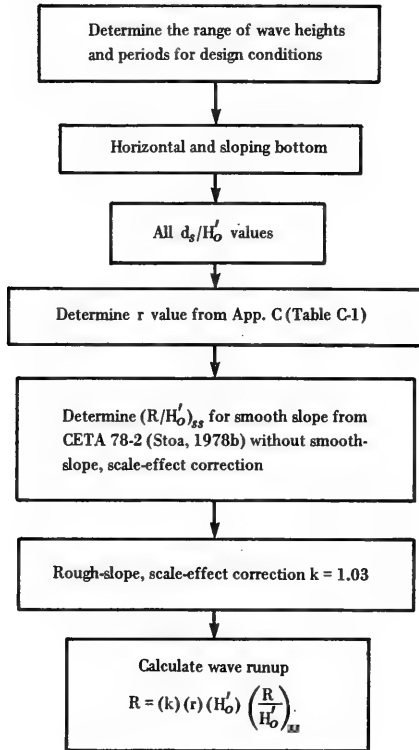 Determine the range of wave heights
and periods for design conditions
Horizontal and sloping bottom
All d_s/H'_o values
Determine r value from App. C (Table C-1)
Determine (R/H'_o)_ss for smooth slope from
CETA 78-2 (Stoa, 1978b) without smooth-
slope, scale-effect correction
Rough-slope, scale-effect correction k = 1.03
Calculate wave runup
R = (k) (r) (H'_o) (R/H'_o)_ss